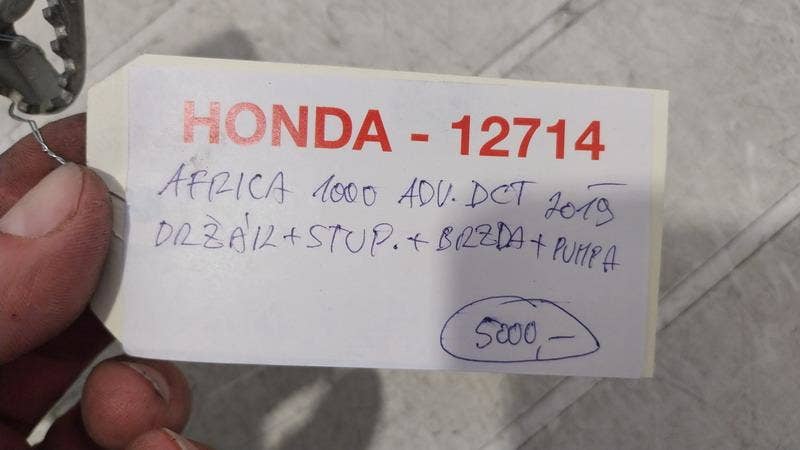 HONDA - 12714
AFRICA 1000 ADV. DCT 2019
DRŽÁK + STUP. + BRZDA + PUMPA
5000,-